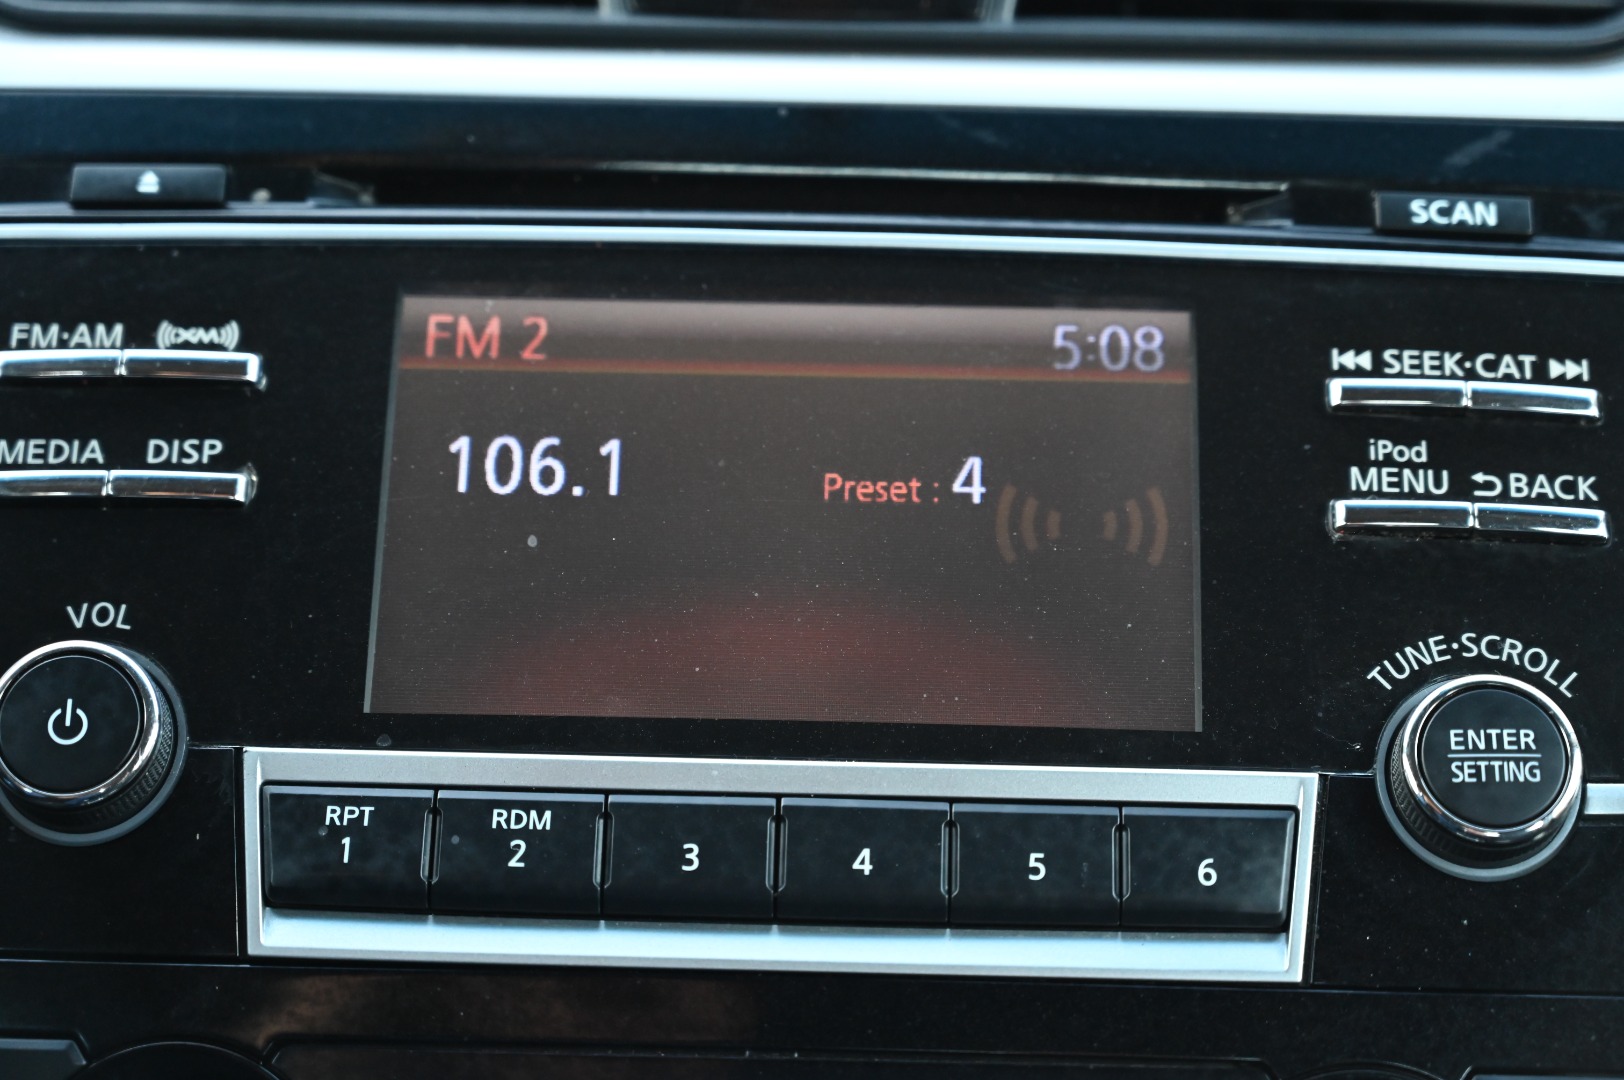 SCAN
FM·AM
XM
FM 2
5:08
SEEK·CAT
106.1
Preset : 4
MEDIA
DISP
iPod
MENU
BACK
VOL
TUNE·SCROLL
ENTER
SETTING
RPT
1
RDM
2
3
4
5
6